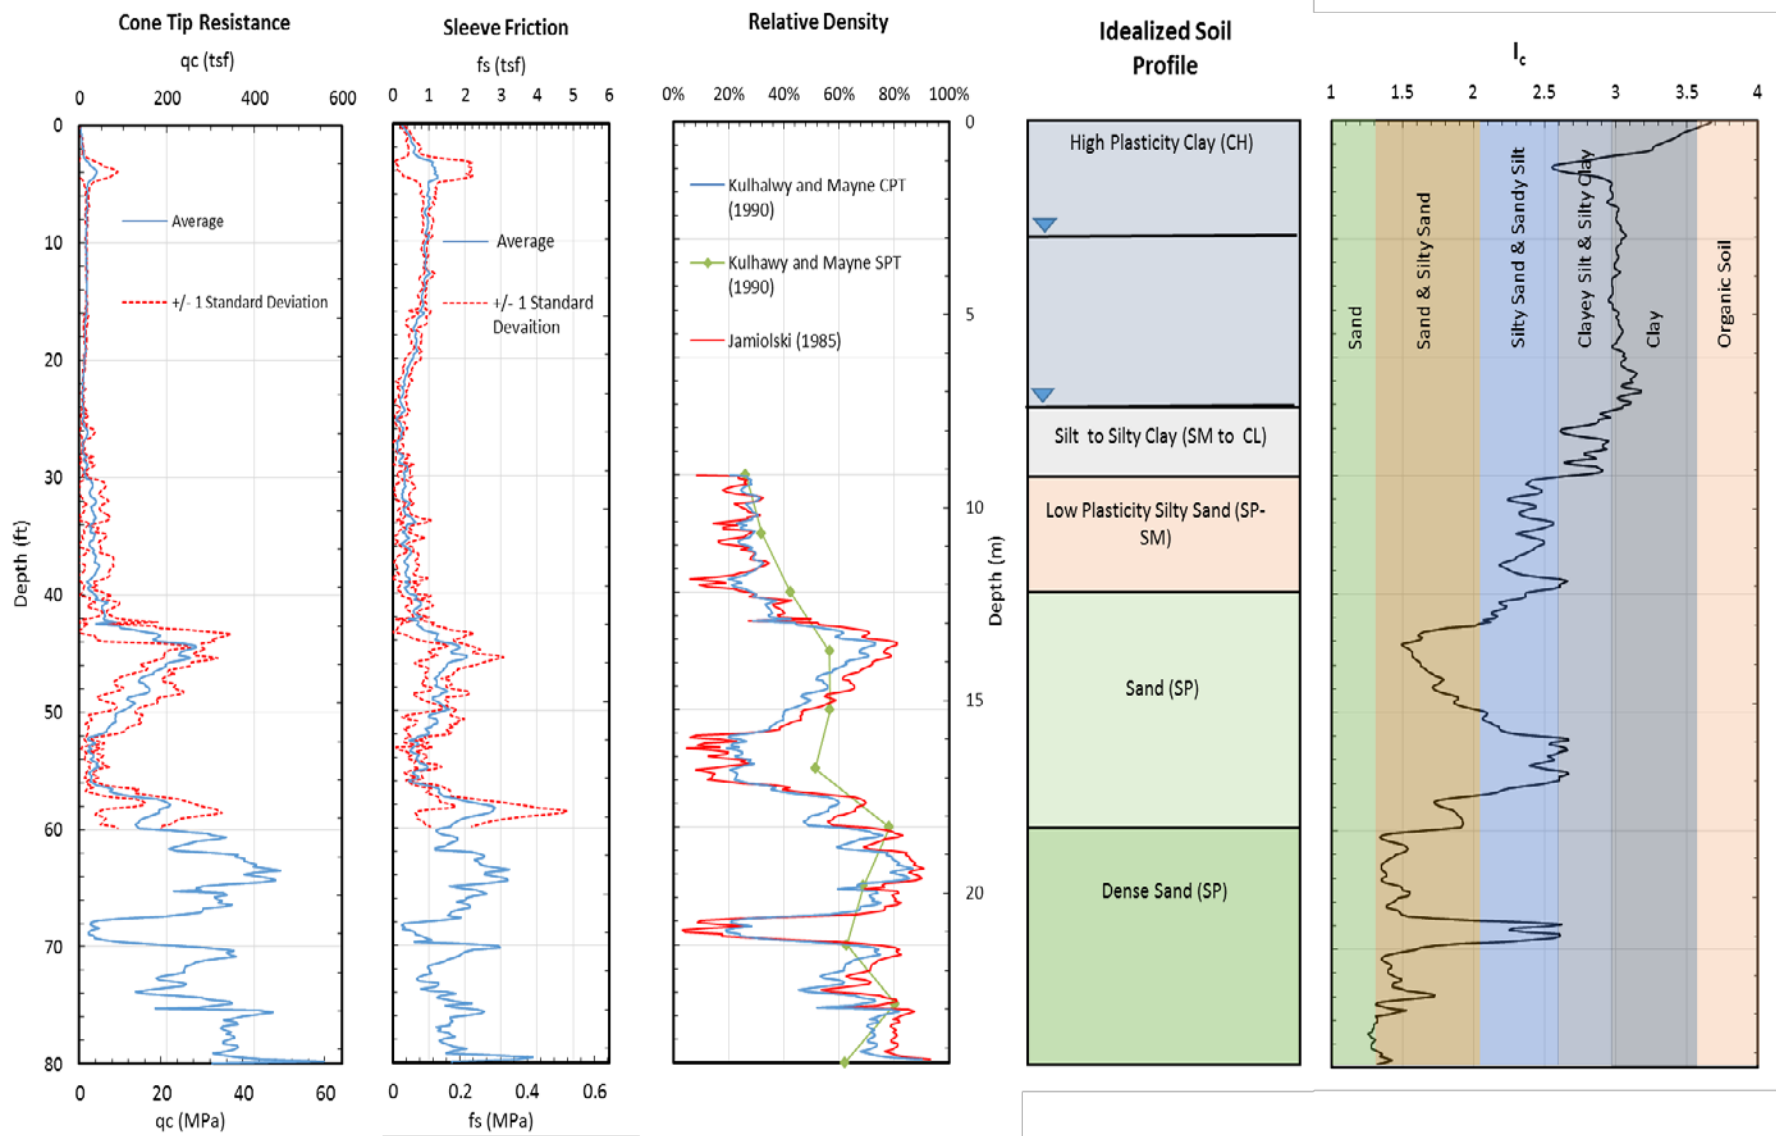 Cone Tip Resistance
qc (tsf)
0 200 400 600
0
10
20
30
40
50
60
70
80
Depth (ft)
Average
+/- 1 Standard Deviation
0 20 40 60
qc (MPa)
Sleeve Friction
fs (tsf)
0 1 2 3 4 5 6
Average
+/- 1 Standard
Devaition
0 0.2 0.4 0.6
fs (MPa)
Relative Density
0% 20% 40% 60% 80% 100%
Kulhalwy and Mayne CPT
(1990)
Kulhawy and Mayne SPT
(1990)
Jamiolski (1985)
0
5
10
15
20
Depth (m)
Idealized Soil
Profile
High Plasticity Clay (CH)
Silt to Silty Clay (SM to CL)
Low Plasticity Silty Sand (SP-
SM)
Sand (SP)
Dense Sand (SP)
Ic
1 1.5 2 2.5 3 3.5 4
Sand
Sand & Silty Sand
Silty Sand & Sandy Silt
Clayey Silt & Silty Clay
Clay
Organic Soil